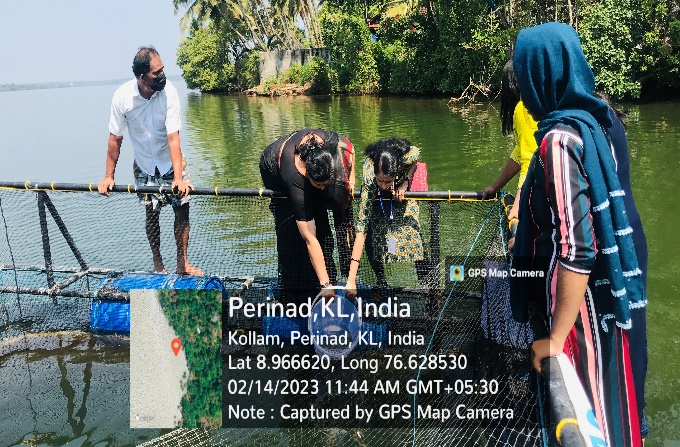 GPS Map Camera
Perinad,KL,India
Kollam, Perinad, KL, India
Lat 8.966620, Long 76.628530
02/14/2023 11:44 AM GMT+05:30
Note : Captured by GPS Map Camera